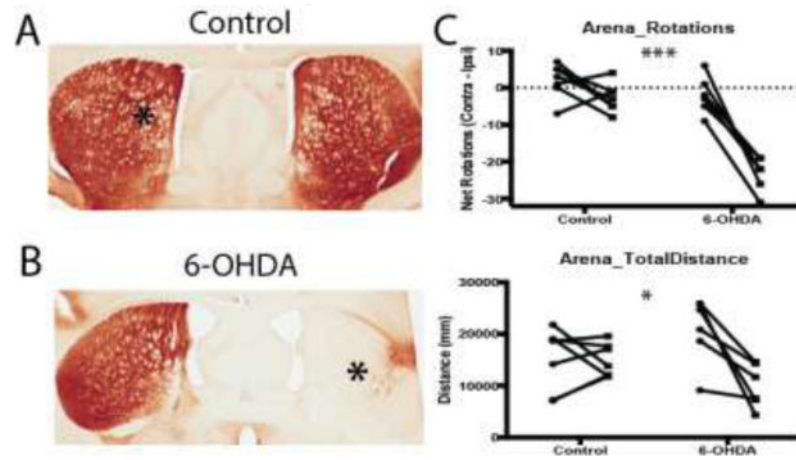 A
Control
*
B
6-OHDA
*
C
Arena_Rotations
***
Net Rotations (Contra - Ipsi)
10
0
-10
-20
-30
Control
6-OHDA
Arena_TotalDistance
*
Distance (mm)
30000
20000
10000
0
Control
6-OHDA